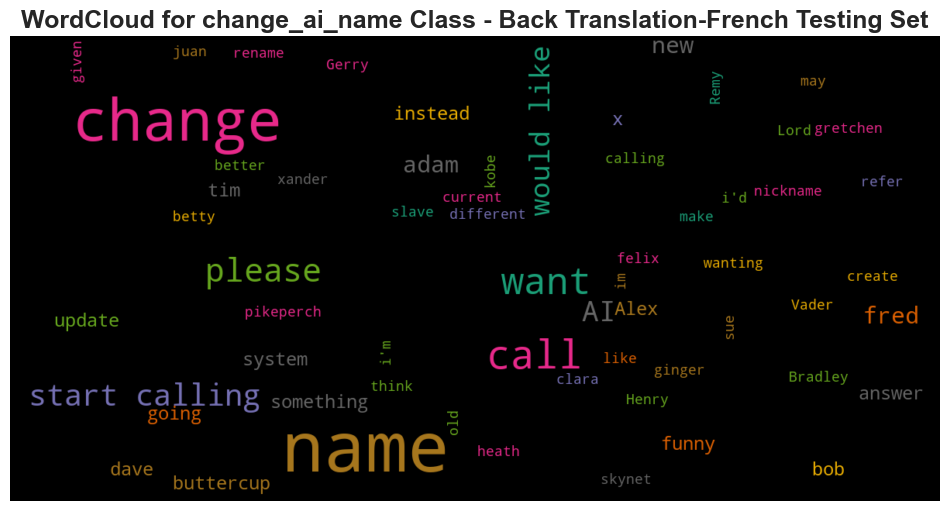 WordCloud for change_ai_name Class - Back Translation-French Testing Set
given
juan
rename
Gerry
new
would like
Remy
may
change
instead
x
Lord
gretchen
better
adam
kobe
calling
tim
xander
current
nickname
refer
i'd
betty
slave
different
make
please
want
felix
im
wanting
create
update
pikeperch
AI
Alex
sue
Vader
fred
system
i'm
call
like
ginger
Bradley
start calling
going
something
think
clara
Henry
answer
old
name
heath
funny
dave
buttercup
skynet
bob